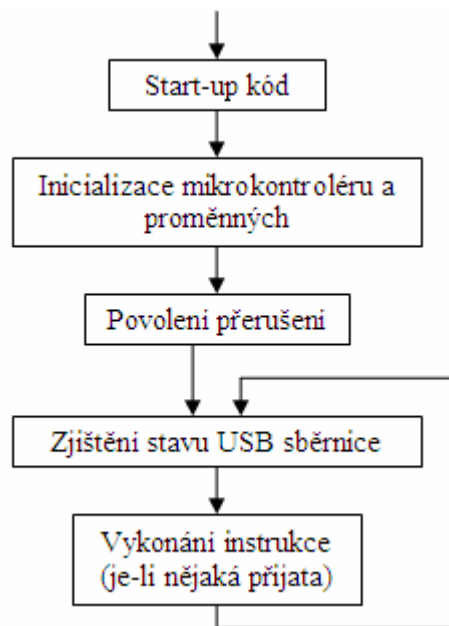 Start-up kód
Inicializace mikrokontroléru a
proměnných
Povolení přerušení
Zjištění stavu USB sběrnice
Vykonání instrukce
(je-li nějaká přijata)